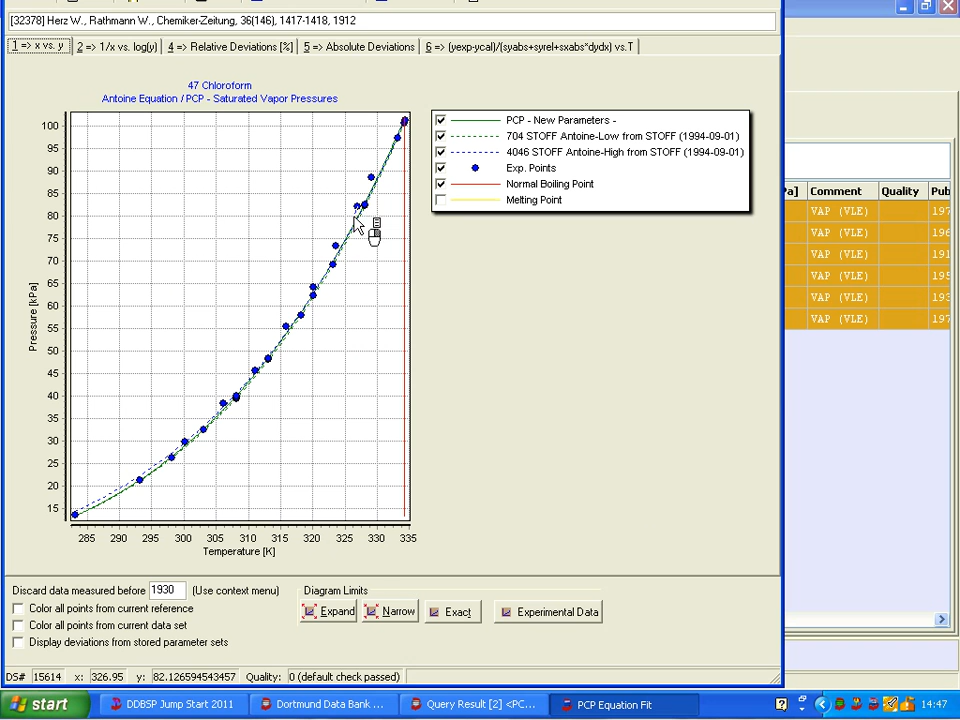 [32378] Herz W., Rathmann W., Chemiker-Zeitung, 36(146), 1417-1418, 1912
1 => x vs. y
2 => 1/x vs. log(y)
4 => Relative Deviations [%]
5 => Absolute Deviations
6 => (yexp-ycal)/(syabs+syrel+sxabs*dydx) vs.T
47 Chloroform
Antoine Equation / PCP - Saturated Vapor Pressures
100
95
90
85
80
75
70
65
60
55
50
45
40
35
30
25
20
15
Pressure [kPa]
285 290 295 300 305 310 315 320 325 330 335
Temperature [K]
PCP - New Parameters -
704 STOFF Antoine-Low from STOFF (1994-09-01)
4046 STOFF Antoine-High from STOFF (1994-09-01)
Exp. Points
Normal Boiling Point
Melting Point
Pa] Comment Quality Pub
VAP (VLE) 197
VAP (VLE) 196
VAP (VLE) 191
VAP (VLE) 195
VAP (VLE) 193
VAP (VLE) 197
Discard data measured before 1930 (Use context menu)
Color all points from current reference
Color all points from current data set
Display deviations from stored parameter sets
Diagram Limits
Expand
Narrow
Exact
Experimental Data
DS# 15614 x: 326.95 y: 82.126594543457 Quality: 0 (default check passed)
start
DDBSP Jump Start 2011
Dortmund Data Bank ...
Query Result [2] <PC...
PCP Equation Fit
14:47